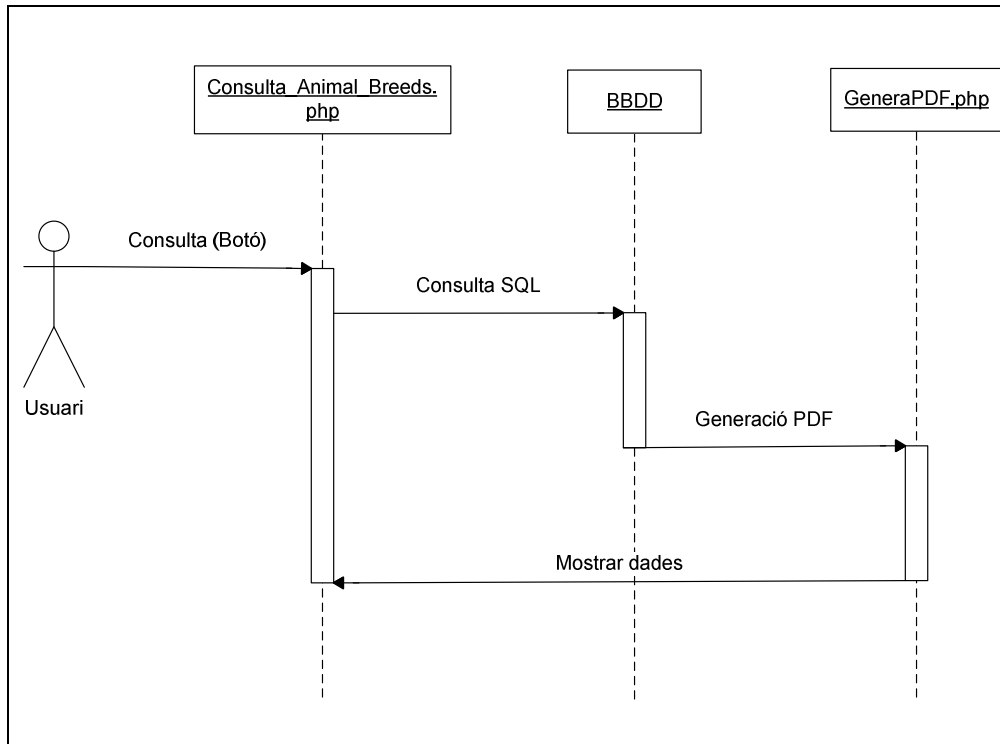 Consulta_Animal_Breeds.
php
BBDD
GeneraPDF.php
Consulta (Botó)
Consulta SQL
Usuari
Generació PDF
Mostrar dades